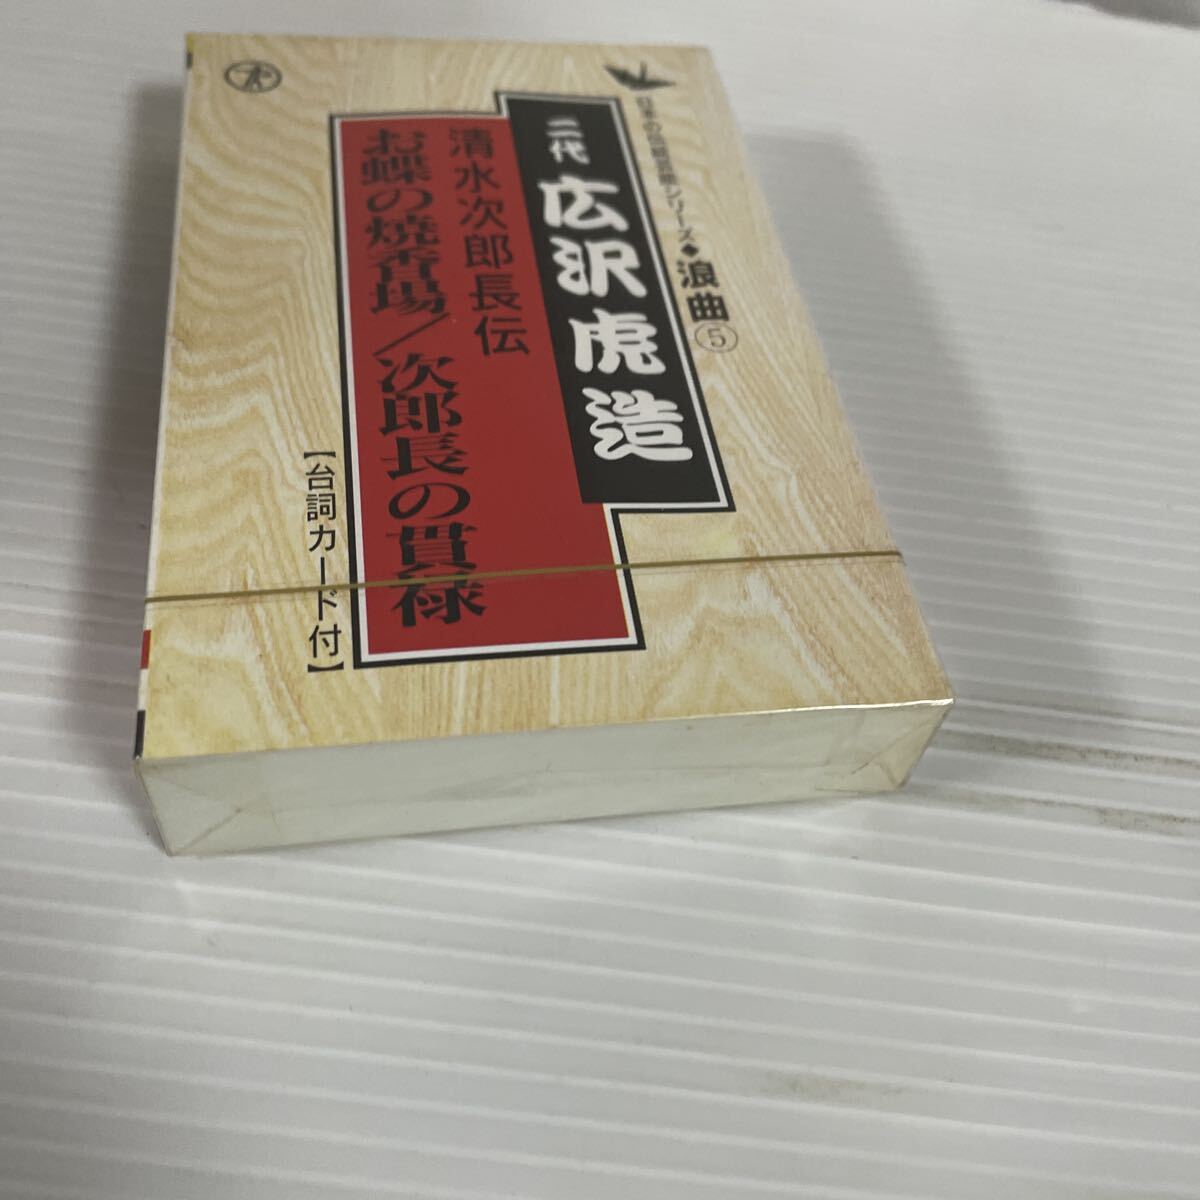 日本の伝統芸能シリーズ◆浪曲⑤
二代 広沢虎造
清水次郎長伝
お蝶の焼香場/次郎長の貫禄
【台詞カード付】